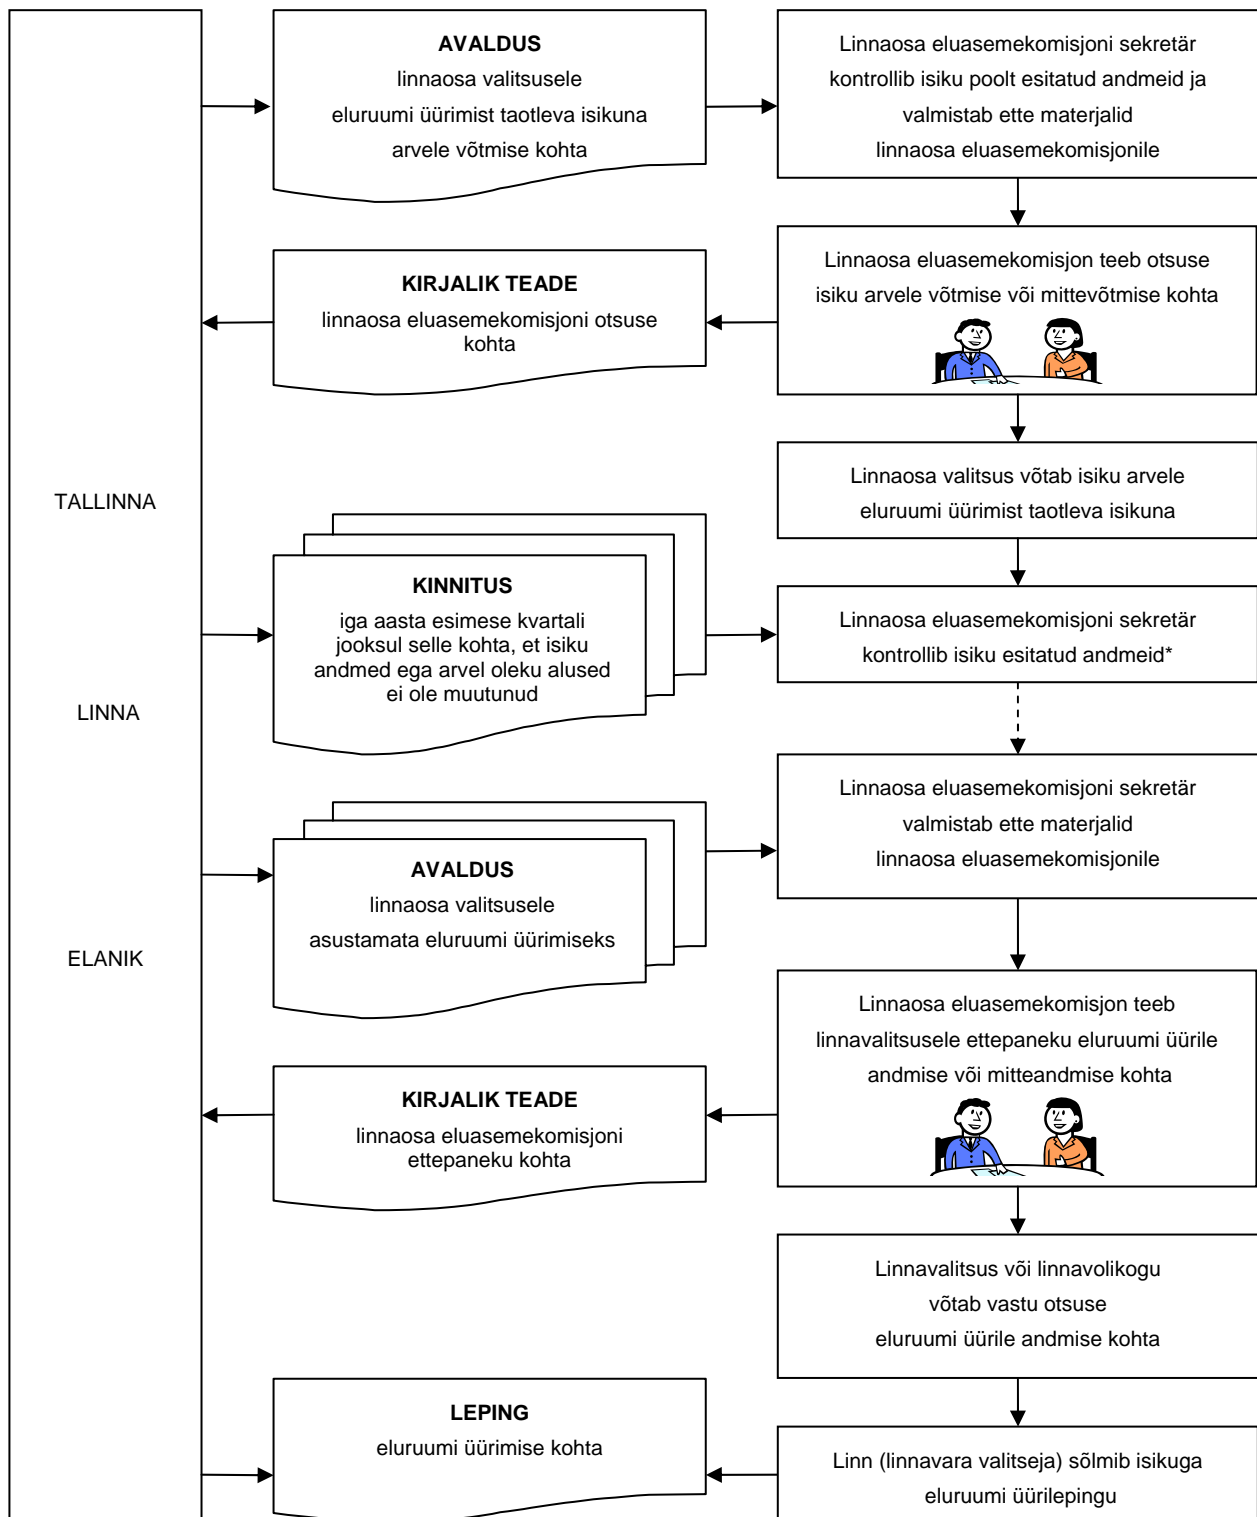 AVALDUS
linnaosa valitsusele
eluruumi üürimist taotleva isikuna
arvele võtmise kohta
Linnaosa eluasemekomisjoni sekretär
kontrollib isiku poolt esitatud andmeid ja
valmistab ette materjalid
linnaosa eluasemekomisjonile
KIRJALIK TEADE
linnaosa eluasemekomisjoni otsuse
kohta
Linnaosa eluasemekomisjon teeb otsuse
isiku arvele võtmise või mittevõtmise kohta
Linnaosa valitsus võtab isiku arvele
eluruumi üürimist taotleva isikuna
TALLINNA
LINNA
ELANIK
KINNITUS
iga aasta esimese kvartali
jooksul selle kohta, et isiku
andmed ega arvel oleku alused
ei ole muutunud
Linnaosa eluasemekomisjoni sekretär
kontrollib isiku esitatud andmeid*
Linnaosa eluasemekomisjoni sekretär
valmistab ette materjalid
linnaosa eluasemekomisjonile
AVALDUS
linnaosa valitsusele
asustamata eluruumi üürimiseks
Linnaosa eluasemekomisjon teeb
linnavalitsusele ettepaneku eluruumi üürile
andmise või mitteandmise kohta
KIRJALIK TEADE
linnaosa eluasemekomisjoni
ettepaneku kohta
Linnavalitsus või linnavolikogu
võtab vastu otsuse
eluruumi üürile andmise kohta
LEPING
eluruumi üürimise kohta
Linn (linnavara valitseja) sõlmib isikuga
eluruumi üürilepingu